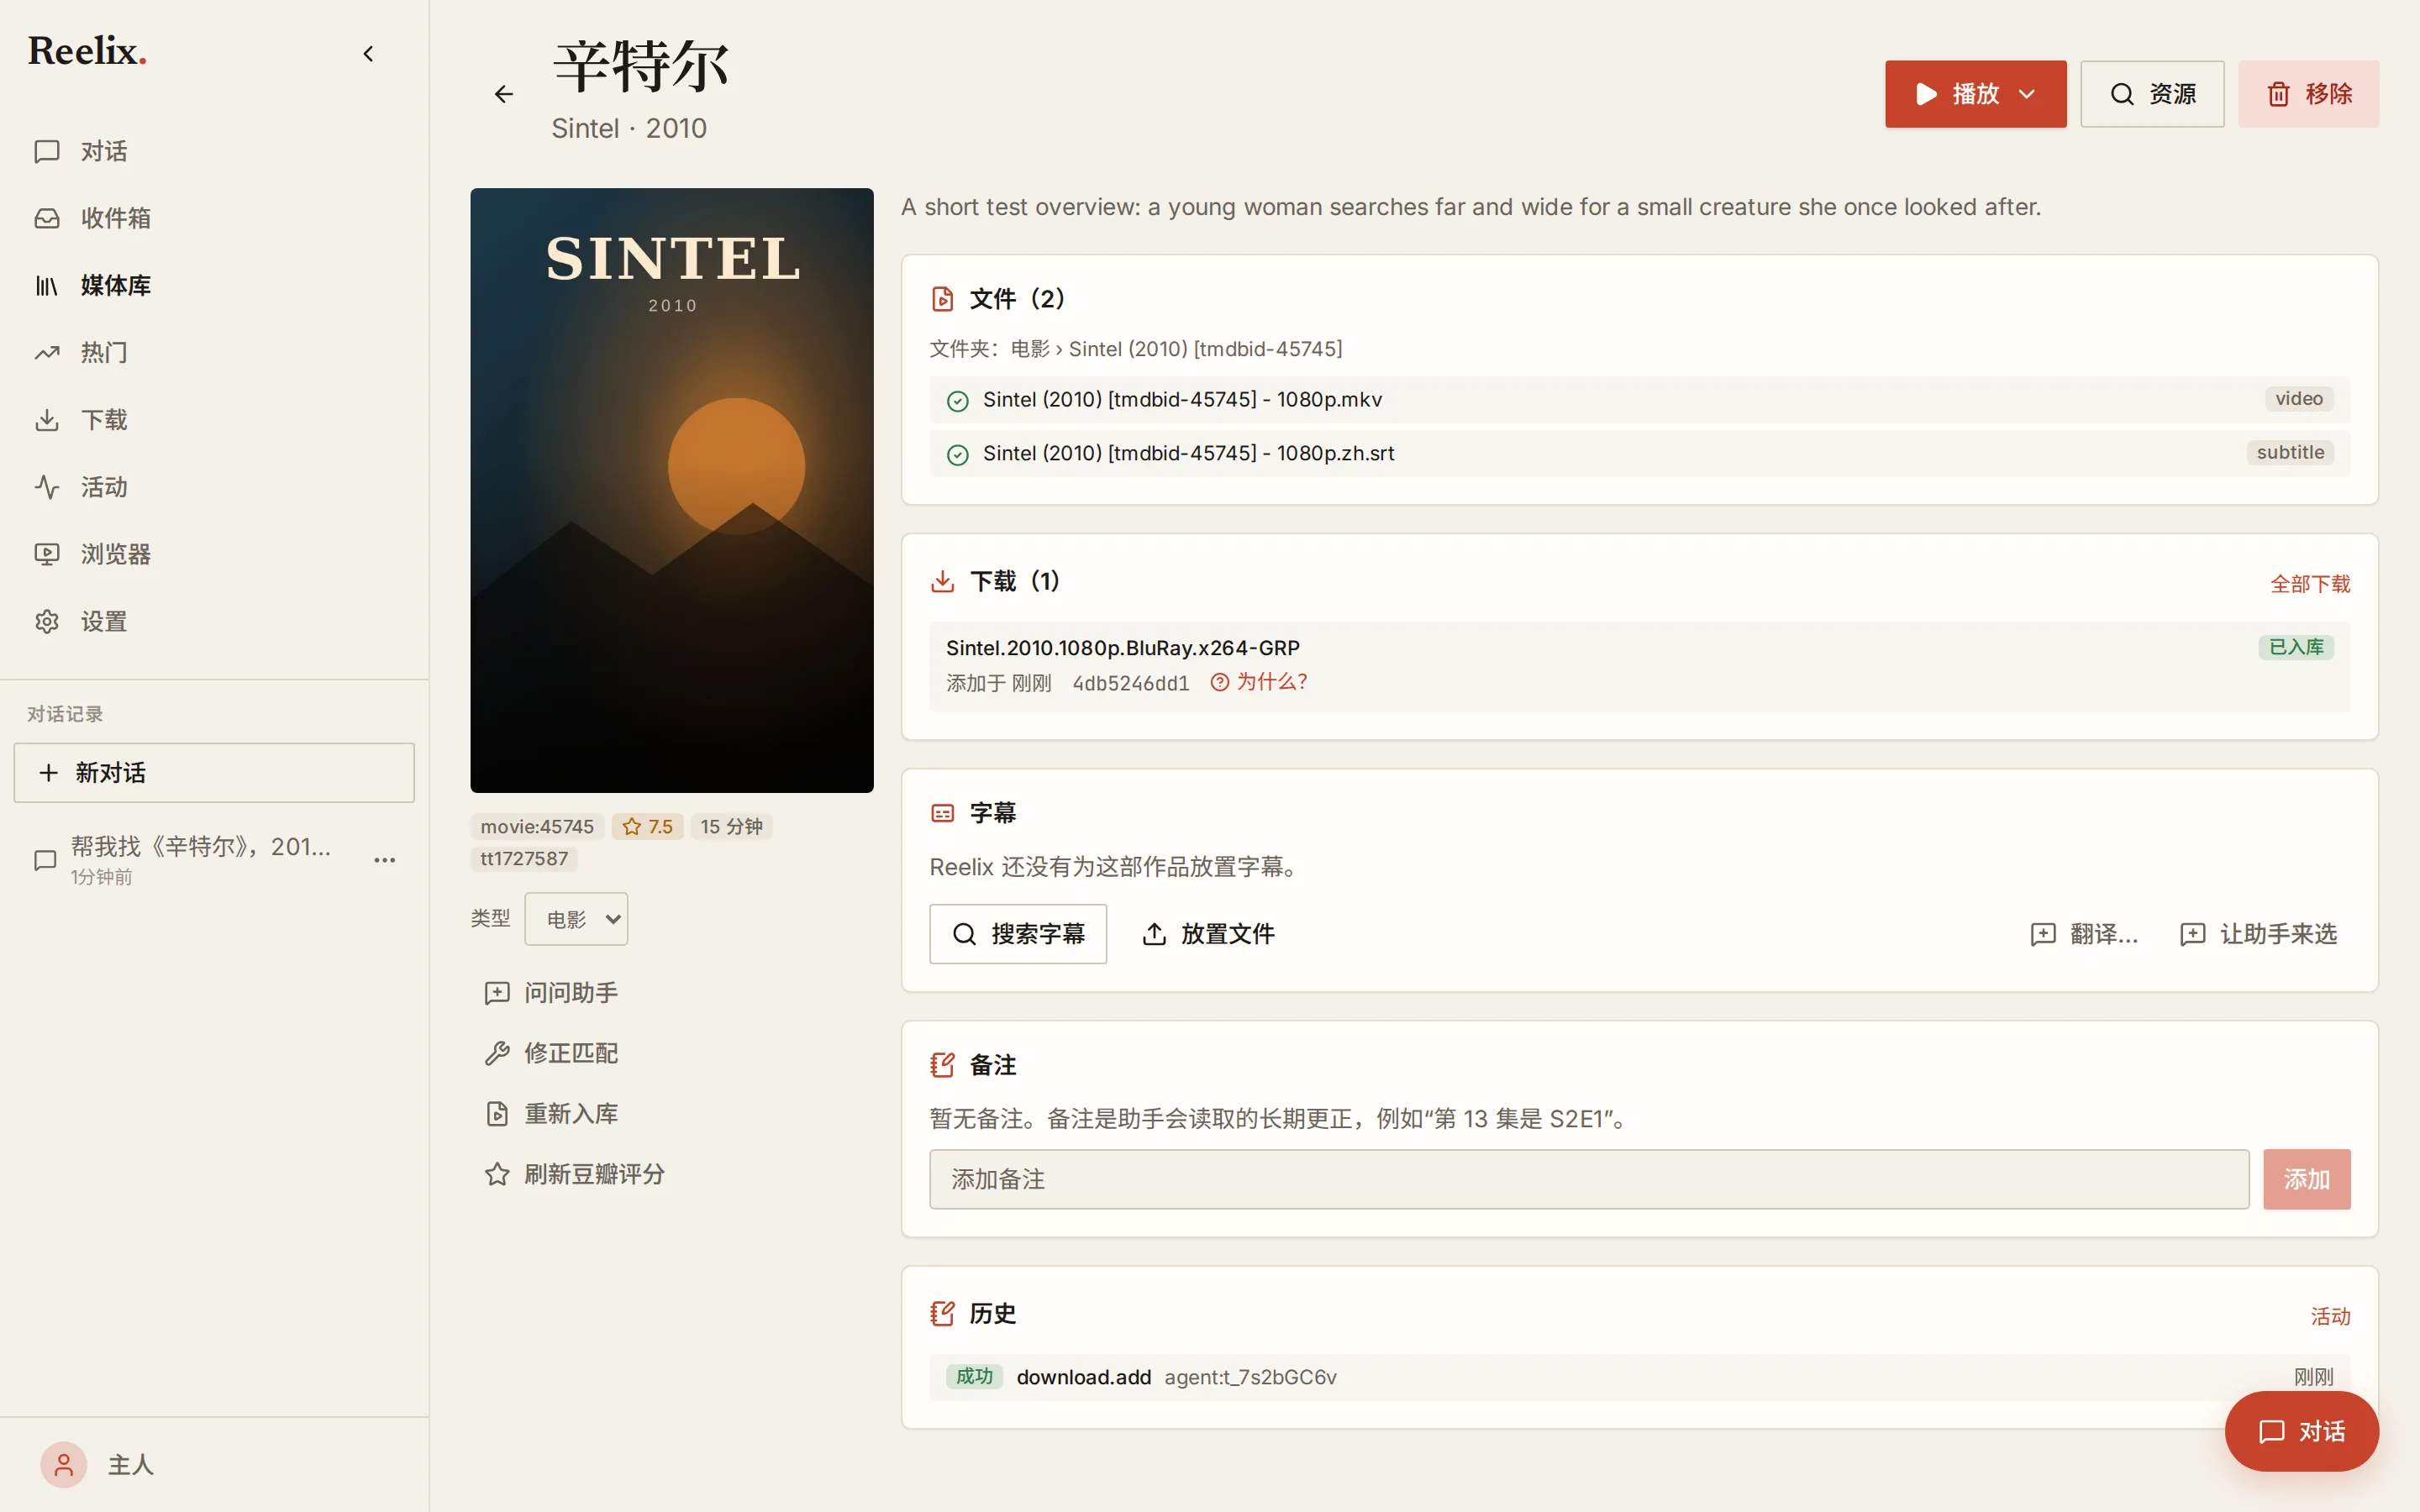 Reelix.
对话
收件箱
媒体库
热门
下载
活动
浏览器
设置
对话记录
新对话
帮我找《辛特尔》，201...
1分钟前
主人
辛特尔
Sintel · 2010
播放
资源
移除
SINTEL
2010
movie:45745
7.5
15 分钟
tt1727587
类型
电影
问问助手
修正匹配
重新入库
刷新豆瓣评分
A short test overview: a young woman searches far and wide for a small creature she once looked after.
文件（2）
文件夹：电影 › Sintel (2010) [tmdbid-45745]
Sintel (2010) [tmdbid-45745] - 1080p.mkv
video
Sintel (2010) [tmdbid-45745] - 1080p.zh.srt
subtitle
下载（1）
全部下载
Sintel.2010.1080p.BluRay.x264-GRP
已入库
添加于 刚刚 4db5246dd1 为什么？
字幕
Reelix 还没有为这部作品放置字幕。
搜索字幕
放置文件
翻译...
让助手来选
备注
暂无备注。备注是助手会读取的长期更正，例如“第 13 集是 S2E1”。
添加备注
添加
历史
活动
成功 download.add agent:t_7s2bGC6v
刚刚
对话